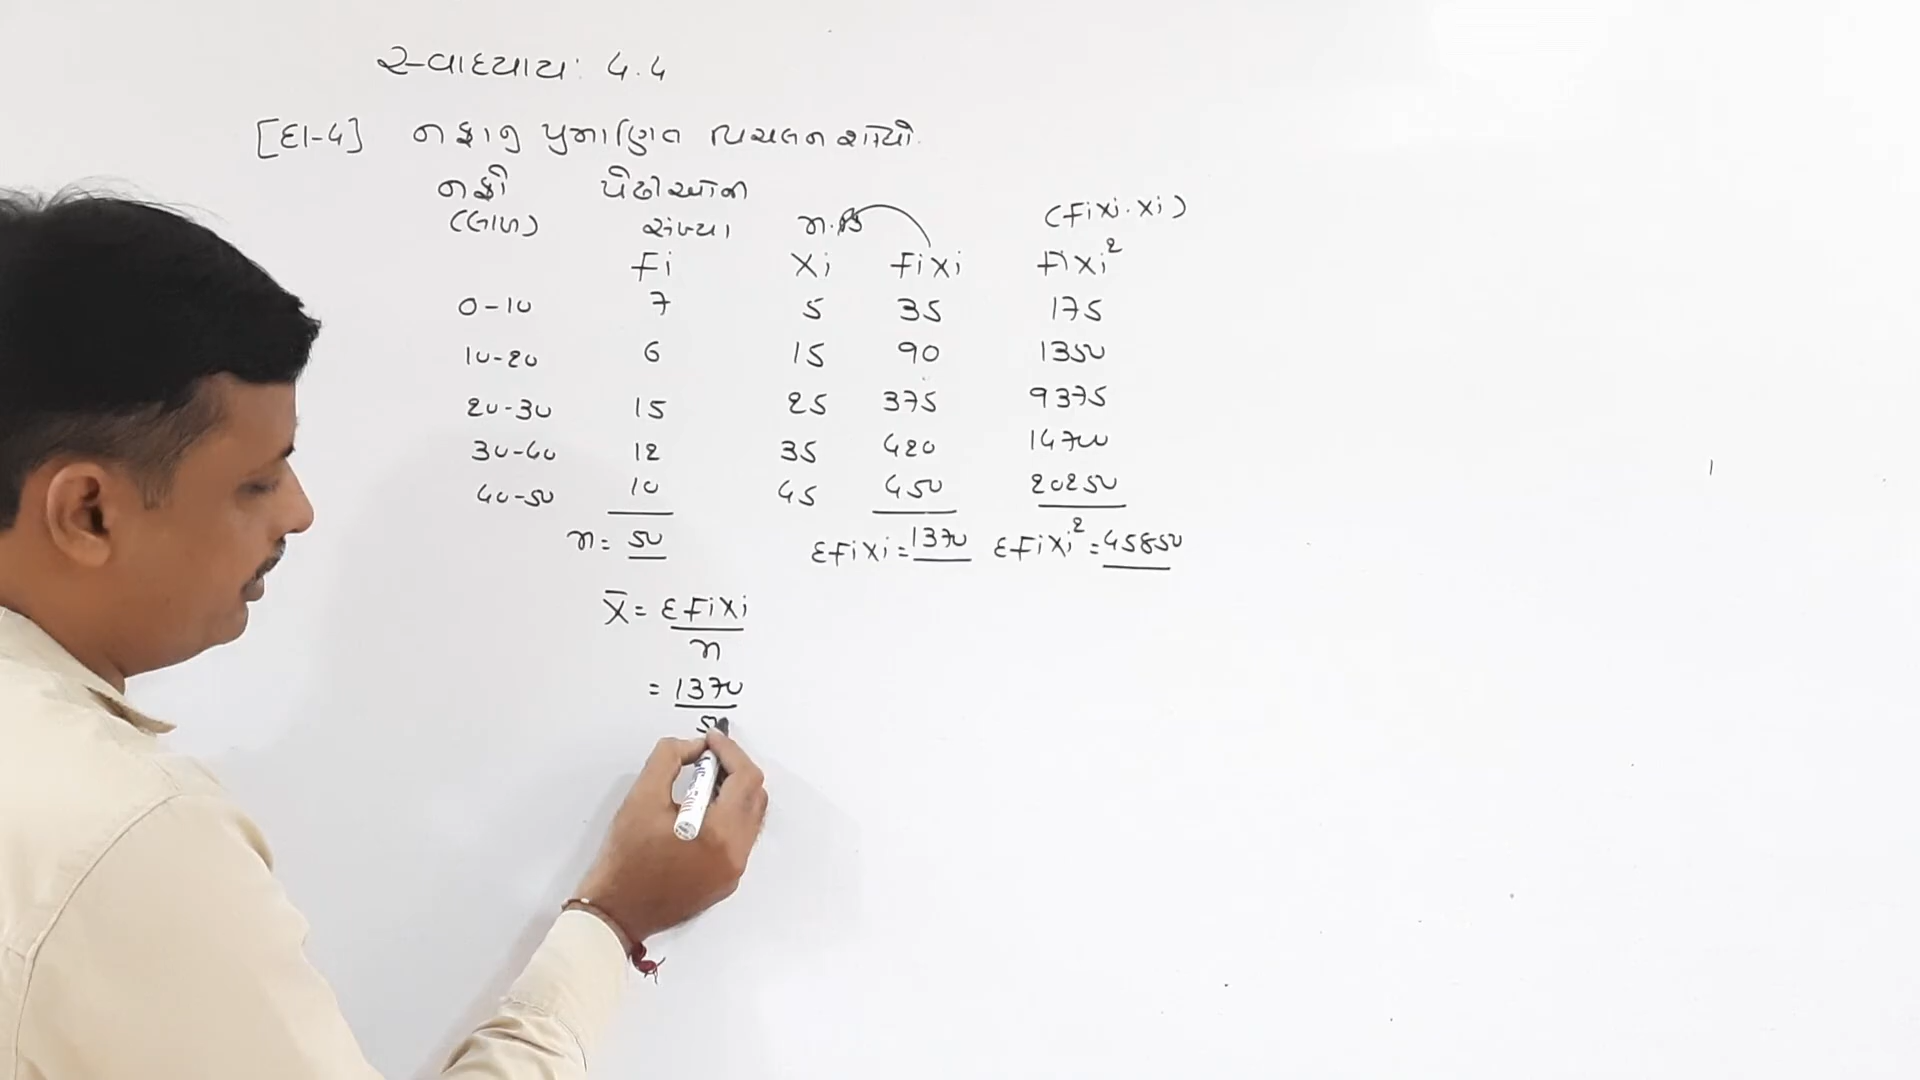 સ્વાધ્યાય: 4.4
[દા-4] નફાનુ પ્રમાણિત વિચલન શોધો.
નફો પેઢીઓની (fixi.xi)
(લાખ) સંખ્યા મ.કિ
fi xi fixi fixi²
0-10 7 5 35 175
10-20 6 15 90 1350
20-30 15 25 375 9375
30-40 12 35 420 14700
40-50 10 45 450 20250
n = 50 Σfixi = 1370 Σfixi² = 45850
x̄ = Σfixi
n
= 1370
50